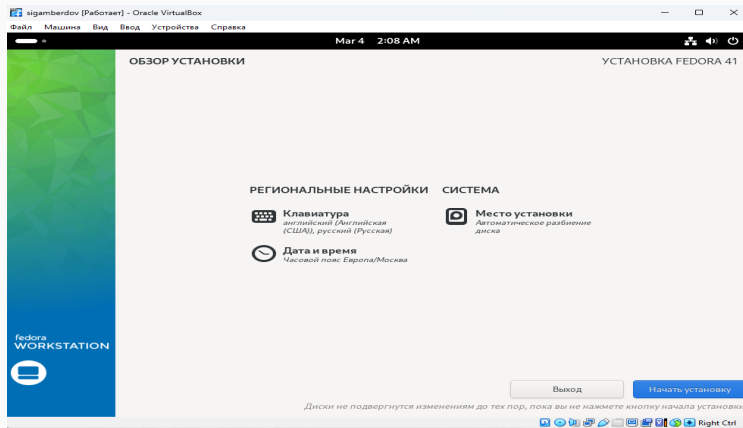 sigamberdov [Работает] - Oracle VirtualBox
Файл Машина Вид Ввод Устройства Справка
Mar 4 2:08 AM
ОБЗОР УСТАНОВКИ
УСТАНОВКА FEDORA 41
РЕГИОНАЛЬНЫЕ НАСТРОЙКИ
СИСТЕМА
Клавиатура
английский (Английская
(США)), русский (Русская)
Место установки
Автоматическое разбиение
диска
Дата и время
Часовой пояс Европа/Москва
fedora
WORKSTATION
Выход
Начать установку
Диски не подвергнутся изменениям до тех пор, пока вы не нажмете кнопку начала установки
Right Ctrl